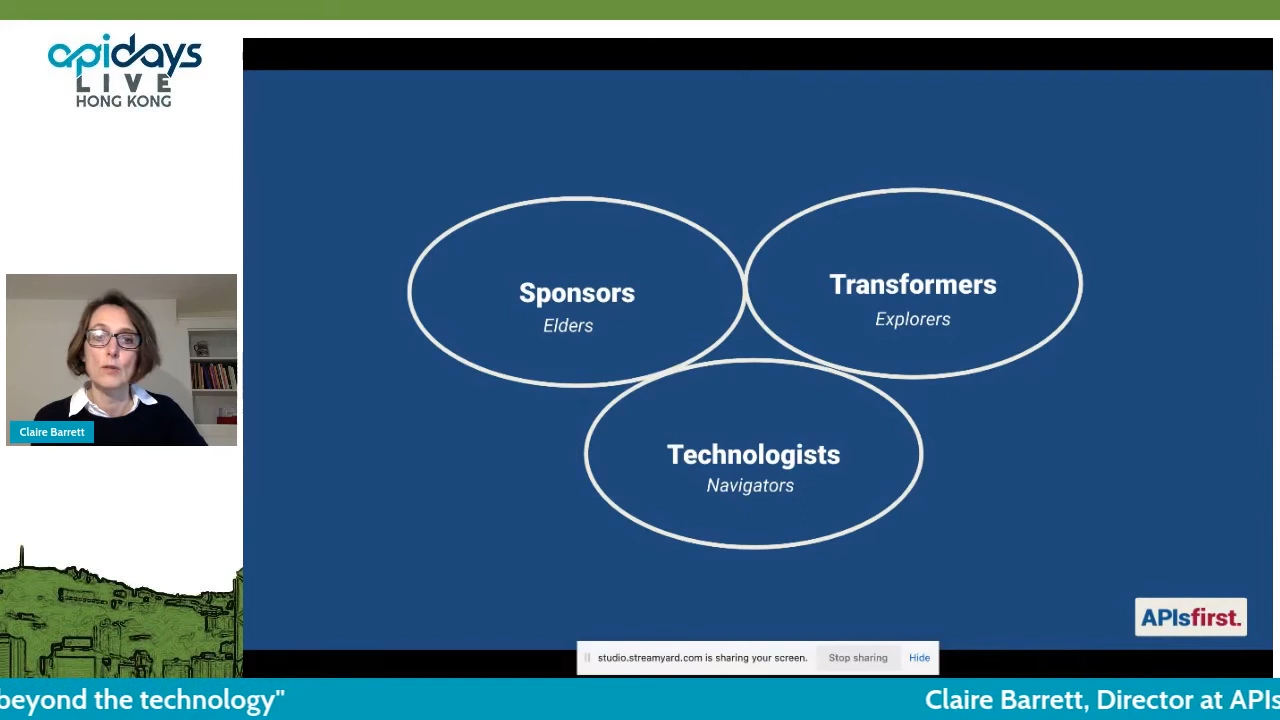 apidays
LIVE
HONG KONG
Sponsors
Elders
Transformers
Explorers
Technologists
Navigators
Claire Barrett
APIsfirst.
studio.streamyard.com is sharing your screen.
Stop sharing
Hide
beyond the technology"
Claire Barrett, Director at APIs